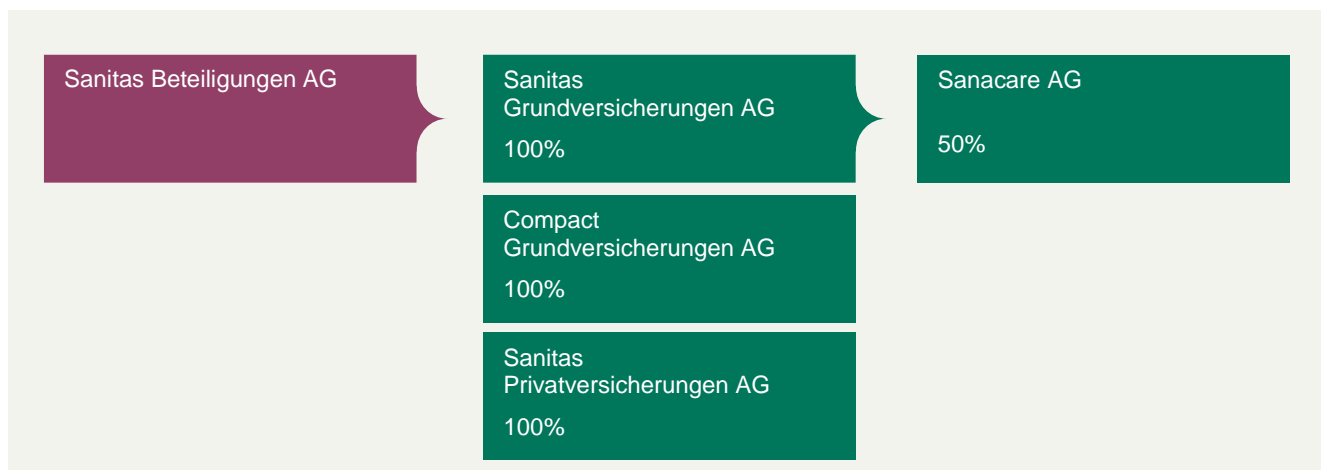 Sanitas Beteiligungen AG
Sanitas
Grundversicherungen AG
100%
Sanacare AG
50%
Compact
Grundversicherungen AG
100%
Sanitas
Privatversicherungen AG
100%